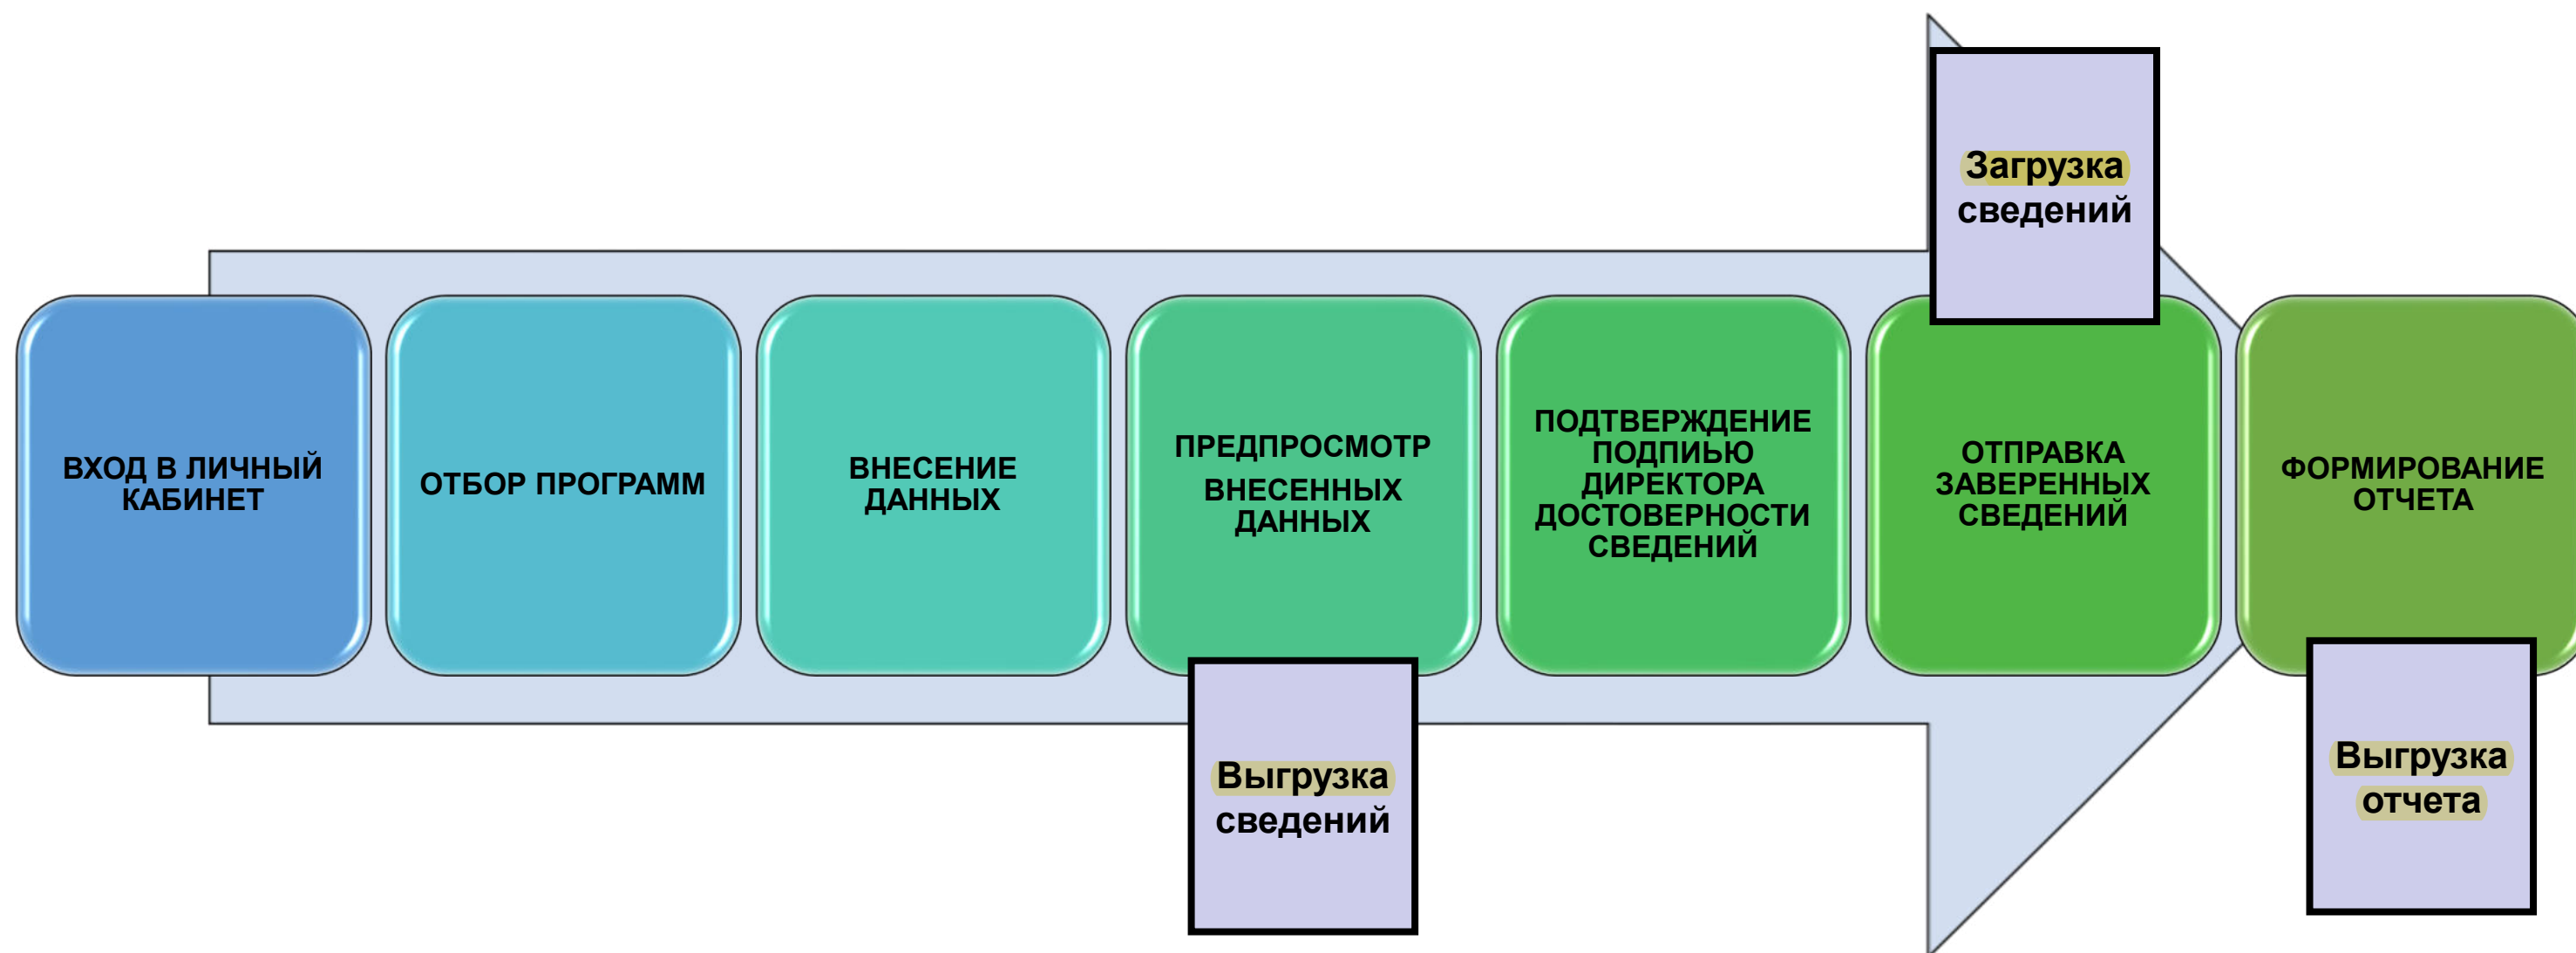 Загрузка
сведений
ВХОД В ЛИЧНЫЙ
КАБИНЕТ
ОТБОР ПРОГРАММ
ВНЕСЕНИЕ
ДАННЫХ
ПРЕДПРОСМОТР
ВНЕСЕННЫХ
ДАННЫХ
ПОДТВЕРЖДЕНИЕ
ПОДПИЬЮ
ДИРЕКТОРА
ДОСТОВЕРНОСТИ
СВЕДЕНИЙ
ОТПРАВКА
ЗАВЕРЕННЫХ
СВЕДЕНИЙ
ФОРМИРОВАНИЕ
ОТЧЕТА
Выгрузка
сведений
Выгрузка
отчета